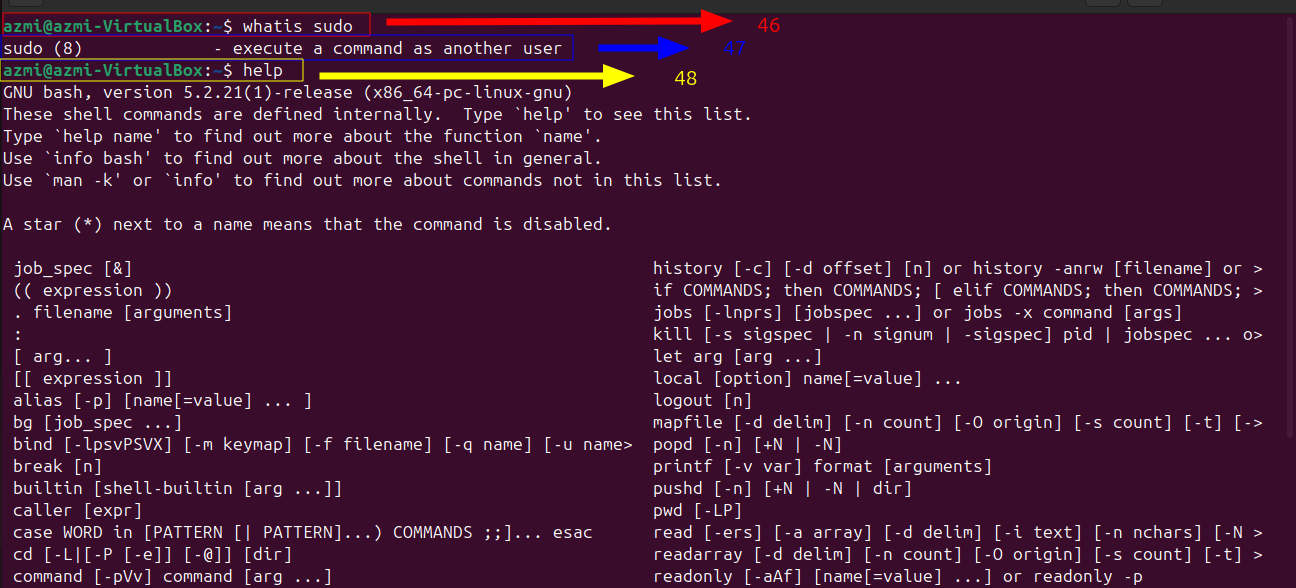 azmi@azmi-VirtualBox:~$ whatis sudo 46
sudo (8)             - execute a command as another user 47
azmi@azmi-VirtualBox:~$ help 48
GNU bash, version 5.2.21(1)-release (x86_64-pc-linux-gnu)
These shell commands are defined internally.  Type `help' to see this list.
Type `help name' to find out more about the function `name'.
Use `info bash' to find out more about the shell in general.
Use `man -k' or `info' to find out more about commands not in this list.

A star (*) next to a name means that the command is disabled.

 job_spec [&]                                                    history [-c] [-d offset] [n] or history -anrw [filename] or >
 (( expression ))                                                if COMMANDS; then COMMANDS; [ elif COMMANDS; then COMMANDS; >
 . filename [arguments]                                          jobs [-lnprs] [jobspec ...] or jobs -x command [args]
 :                                                               kill [-s sigspec | -n signum | -sigspec] pid | jobspec ... o>
 [ arg... ]                                                      let arg [arg ...]
 [[ expression ]]                                                local [option] name[=value] ...
 alias [-p] [name[=value] ... ]                                  logout [n]
 bg [job_spec ...]                                               mapfile [-d delim] [-n count] [-O origin] [-s count] [-t] [->
 bind [-lpsvPSVX] [-m keymap] [-f filename] [-q name] [-u name>  popd [-n] [+N | -N]
 break [n]                                                       printf [-v var] format [arguments]
 builtin [shell-builtin [arg ...]]                               pushd [-n] [+N | -N | dir]
 caller [expr]                                                   pwd [-LP]
 case WORD in [PATTERN [| PATTERN]...) COMMANDS ;;]... esac      read [-ers] [-a array] [-d delim] [-i text] [-n nchars] [-N >
 cd [-L|[-P [-e]] [-@]] [dir]                                    readarray [-d delim] [-n count] [-O origin] [-s count] [-t] >
 command [-pVv] command [arg ...]                                readonly [-aAf] [name[=value] ...] or readonly -p